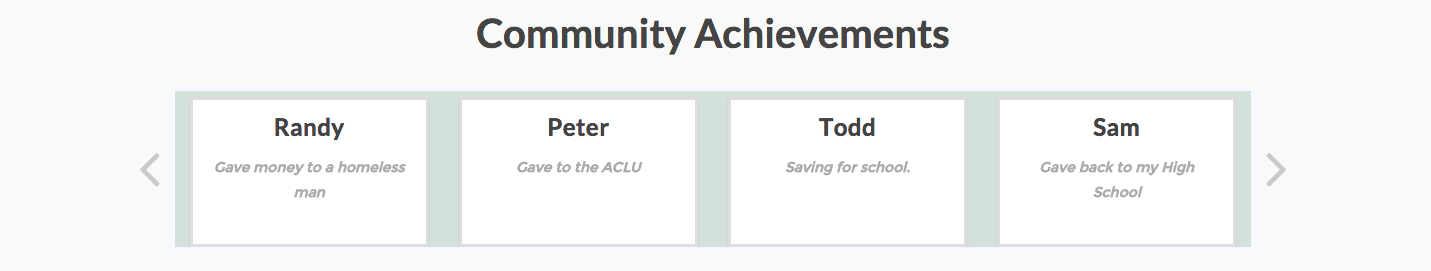 Community Achievements
Randy
Gave money to a homeless
man
Peter
Gave to the ACLU
Todd
Saving for school.
Sam
Gave back to my High
School